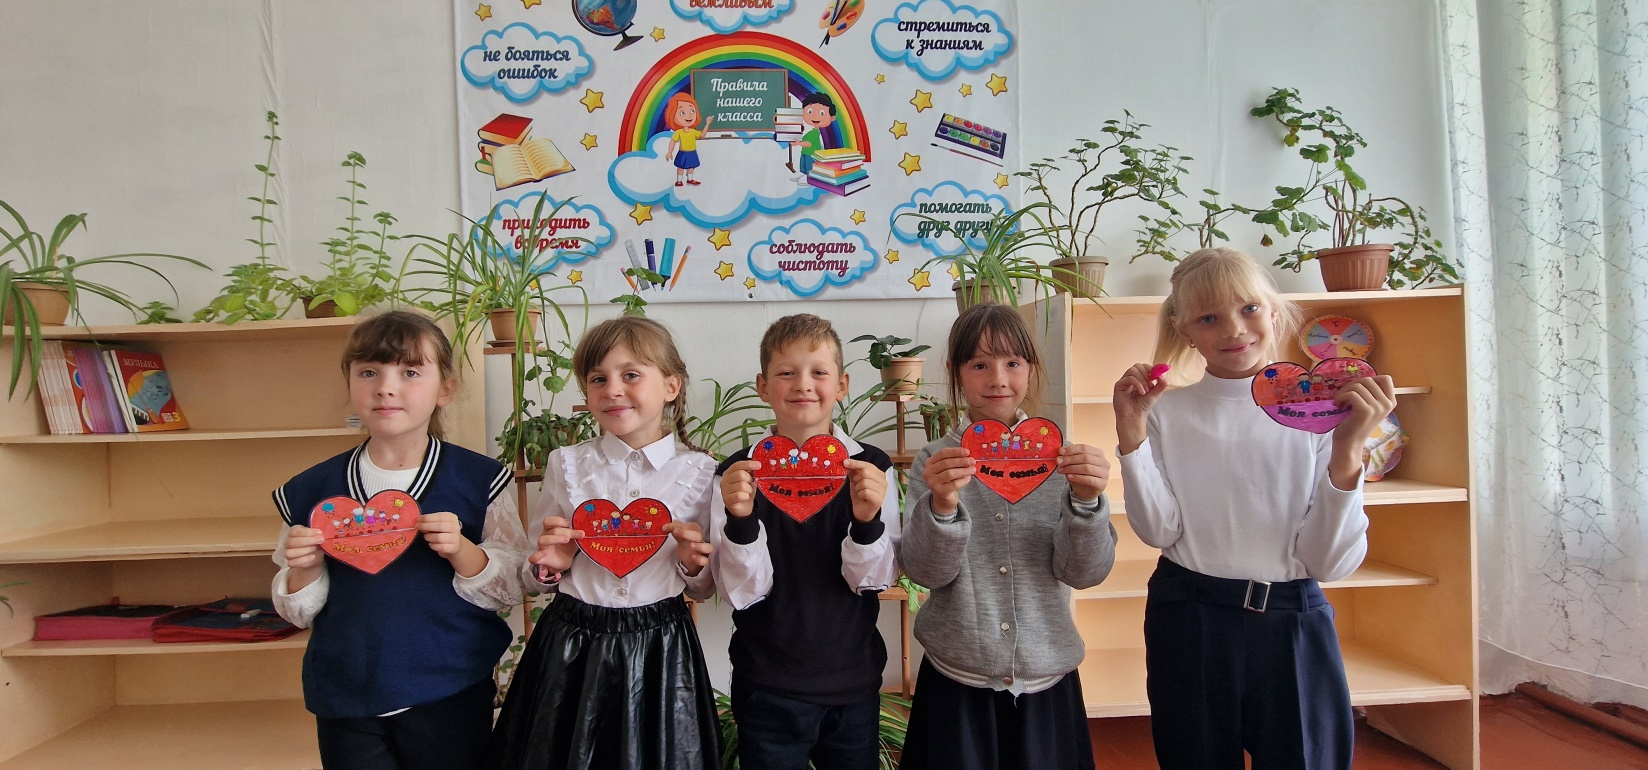 вежливым
не бояться
ошибок
стремиться
к знаниям
Правила
нашего
класса
приходить
вовремя
помогать
друг другу
соблюдать
чистоту
МУЗЫКА
Моя семья!
Моя семья!
Моя семья!
Моя семья!
Моя семья